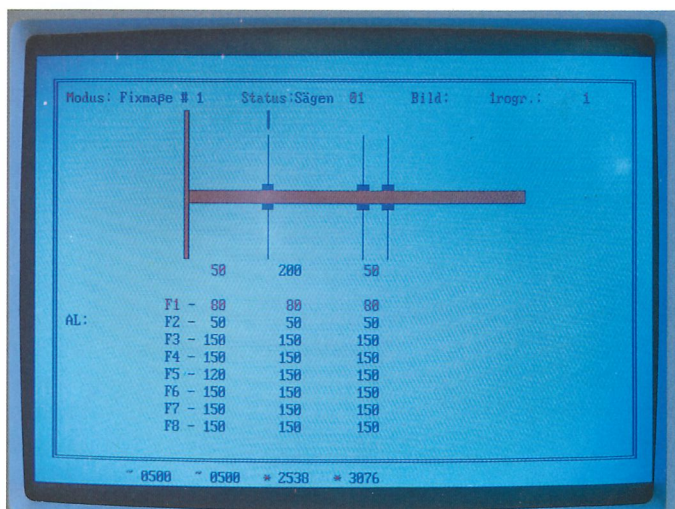 Modus: Fixmaße # 1 Status:Sägen 01 Bild: 1rogr.: 1
50 200 50
F1 - 80 80 80
AL: F2 - 50 50 50
F3 - 150 150 150
F4 - 150 150 150
F5 - 120 150 150
F6 - 150 150 150
F7 - 150 150 150
F8 - 150 150 150
~ 0500 ~ 0500 * 2538 * 3076